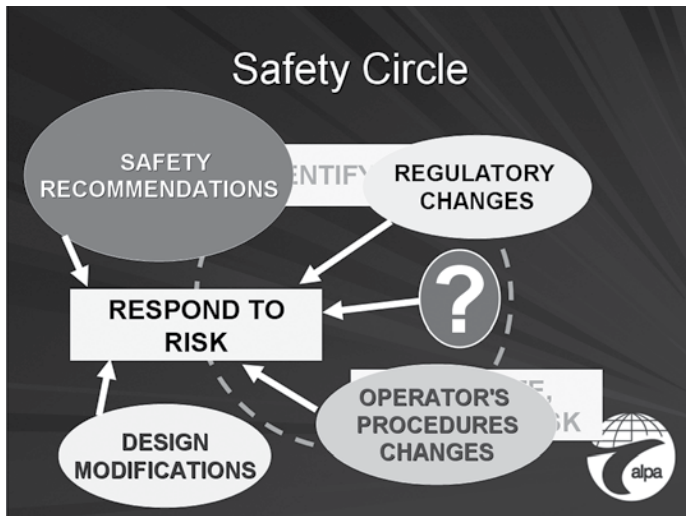 Safety Circle
SAFETY
RECOMMENDATIONS
REGULATORY
CHANGES
?
RESPOND TO
RISK
OPERATOR'S
PROCEDURES
CHANGES
DESIGN
MODIFICATIONS
alpa